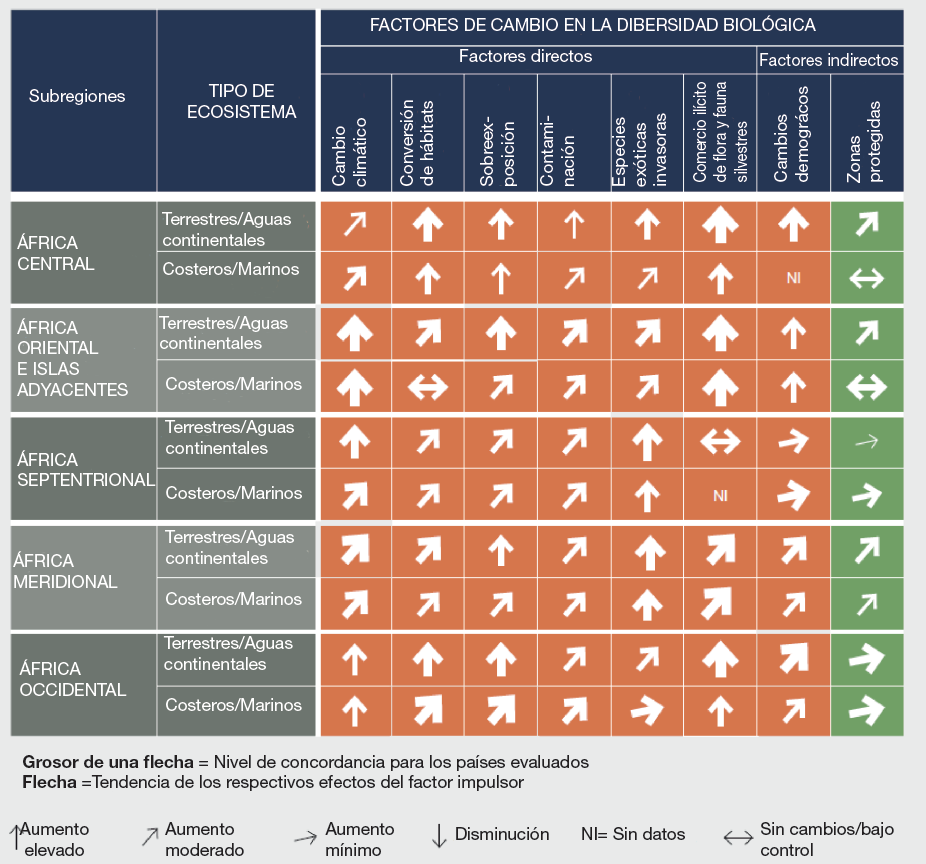 FACTORES DE CAMBIO EN LA DIBERSIDAD BIOLÓGICA
Subregiones
TIPO DE
ECOSISTEMA
Factores directos
Factores indirectos
Cambio
climático
Conversión
de hábitats
Sobreex-
posición
Contami-
nación
Especies
exóticas
invasoras
Comercio ilícito
de flora y fauna
silvestres
Cambios
demográcos
Zonas
protegidas
ÁFRICA
CENTRAL
Terrestres/Aguas
continentales
Costeros/Marinos
NI
ÁFRICA
ORIENTAL
E ISLAS
ADYACENTES
Terrestres/Aguas
continentales
Costeros/Marinos
ÁFRICA
SEPTENTRIONAL
Terrestres/Aguas
continentales
Costeros/Marinos
NI
ÁFRICA
MERIDIONAL
Terrestres/Aguas
continentales
Costeros/Marinos
ÁFRICA
OCCIDENTAL
Terrestres/Aguas
continentales
Costeros/Marinos
Grosor de una flecha = Nivel de concordancia para los países evaluados
Flecha =Tendencia de los respectivos efectos del factor impulsor
Aumento
elevado
Aumento
moderado
Aumento
mínimo
Disminución
NI= Sin datos
Sin cambios/bajo
control